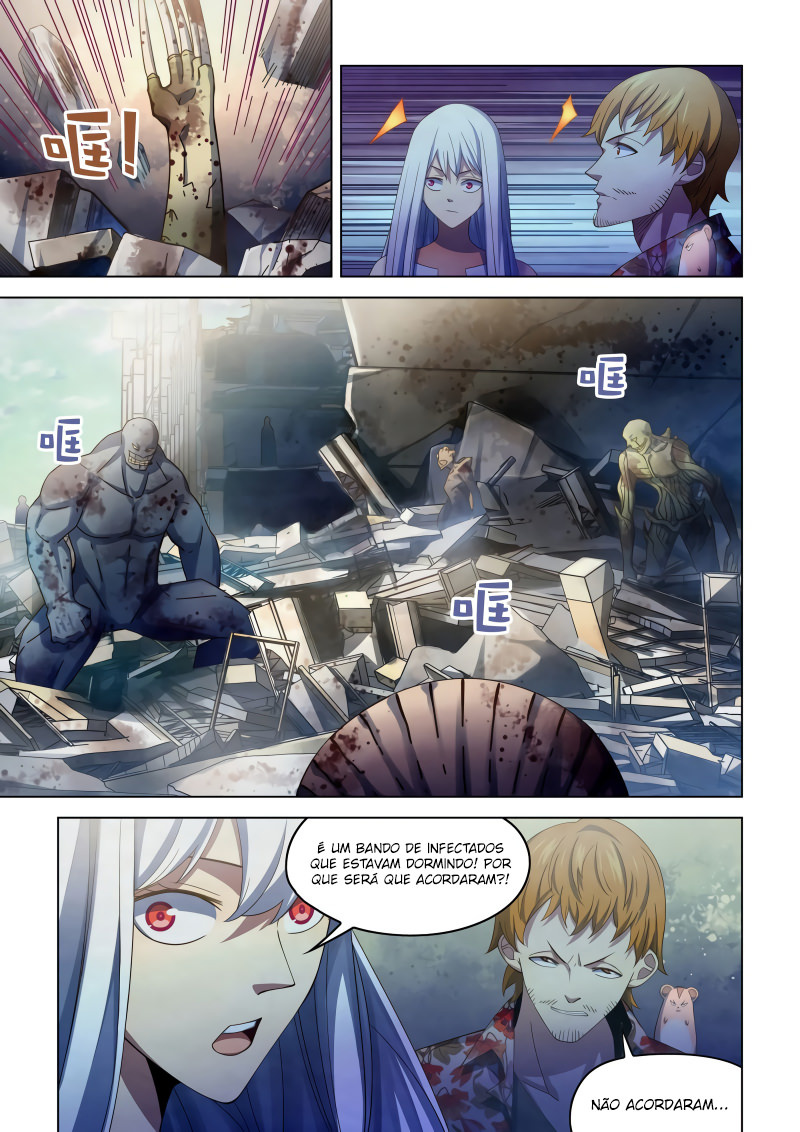 哐!
哐
哐
哐
É UM BANDO DE INFECTADOS
QUE ESTAVAM DORMINDO! POR
QUE SERÁ QUE ACORDARAM?!
NÃO ACORDARAM...